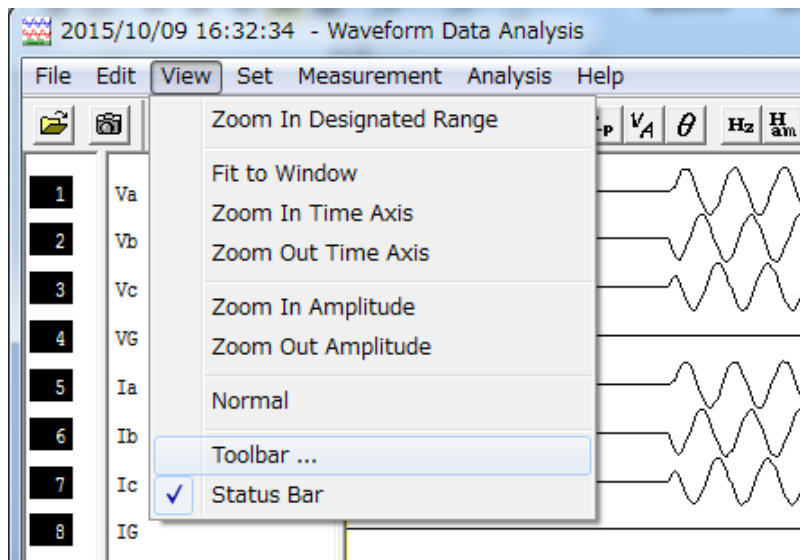 2015/10/09 16:32:34 - Waveform Data Analysis
File Edit View Set Measurement Analysis Help
Zoom In Designated Range
Fit to Window
Zoom In Time Axis
Zoom Out Time Axis
Zoom In Amplitude
Zoom Out Amplitude
Normal
Toolbar ...
Status Bar
P V/A θ Hz Ham
1 Va
2 Vb
3 Vc
4 VG
5 Ia
6 Ib
7 Ic
8 IG